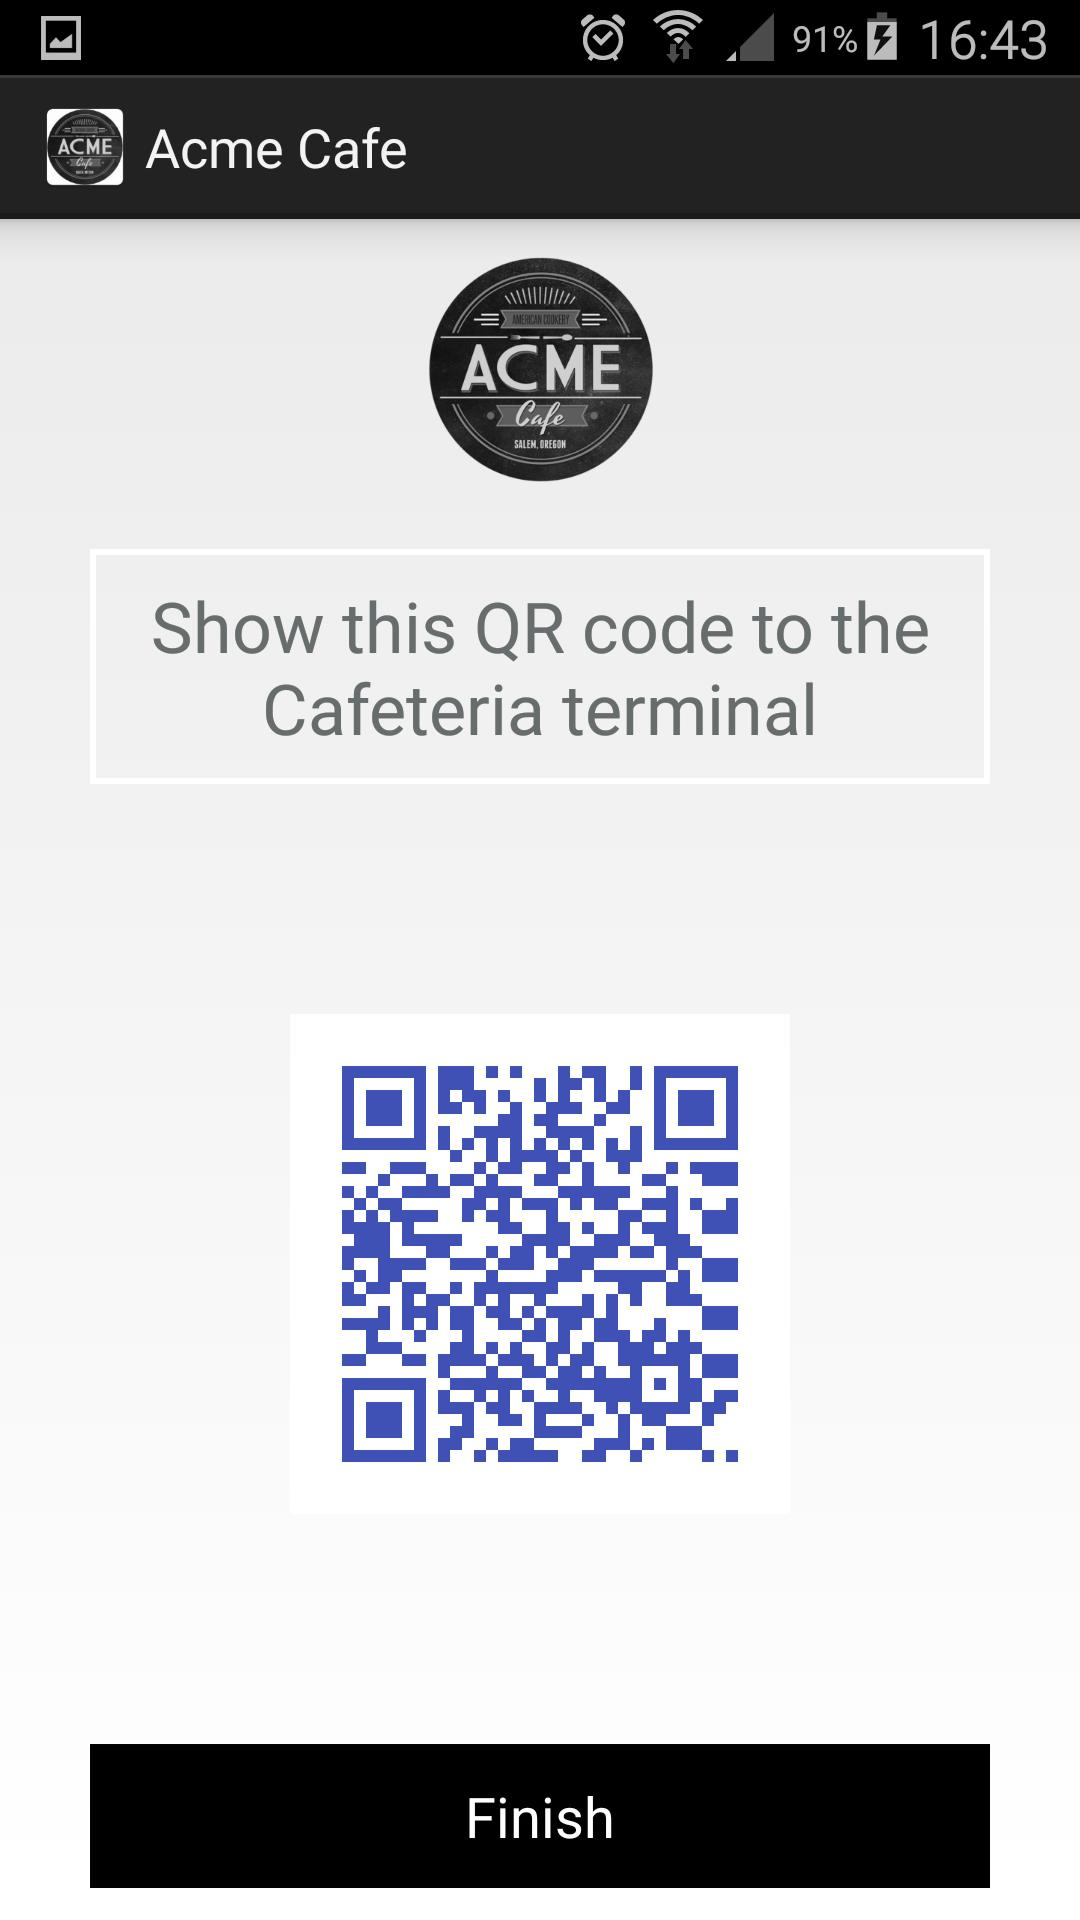 91% 16:43
ACME
Cafe
Acme Cafe
AMERICAN COOKERY
ACME
Cafe
SALEM, OREGON
Show this QR code to the
Cafeteria terminal
Finish